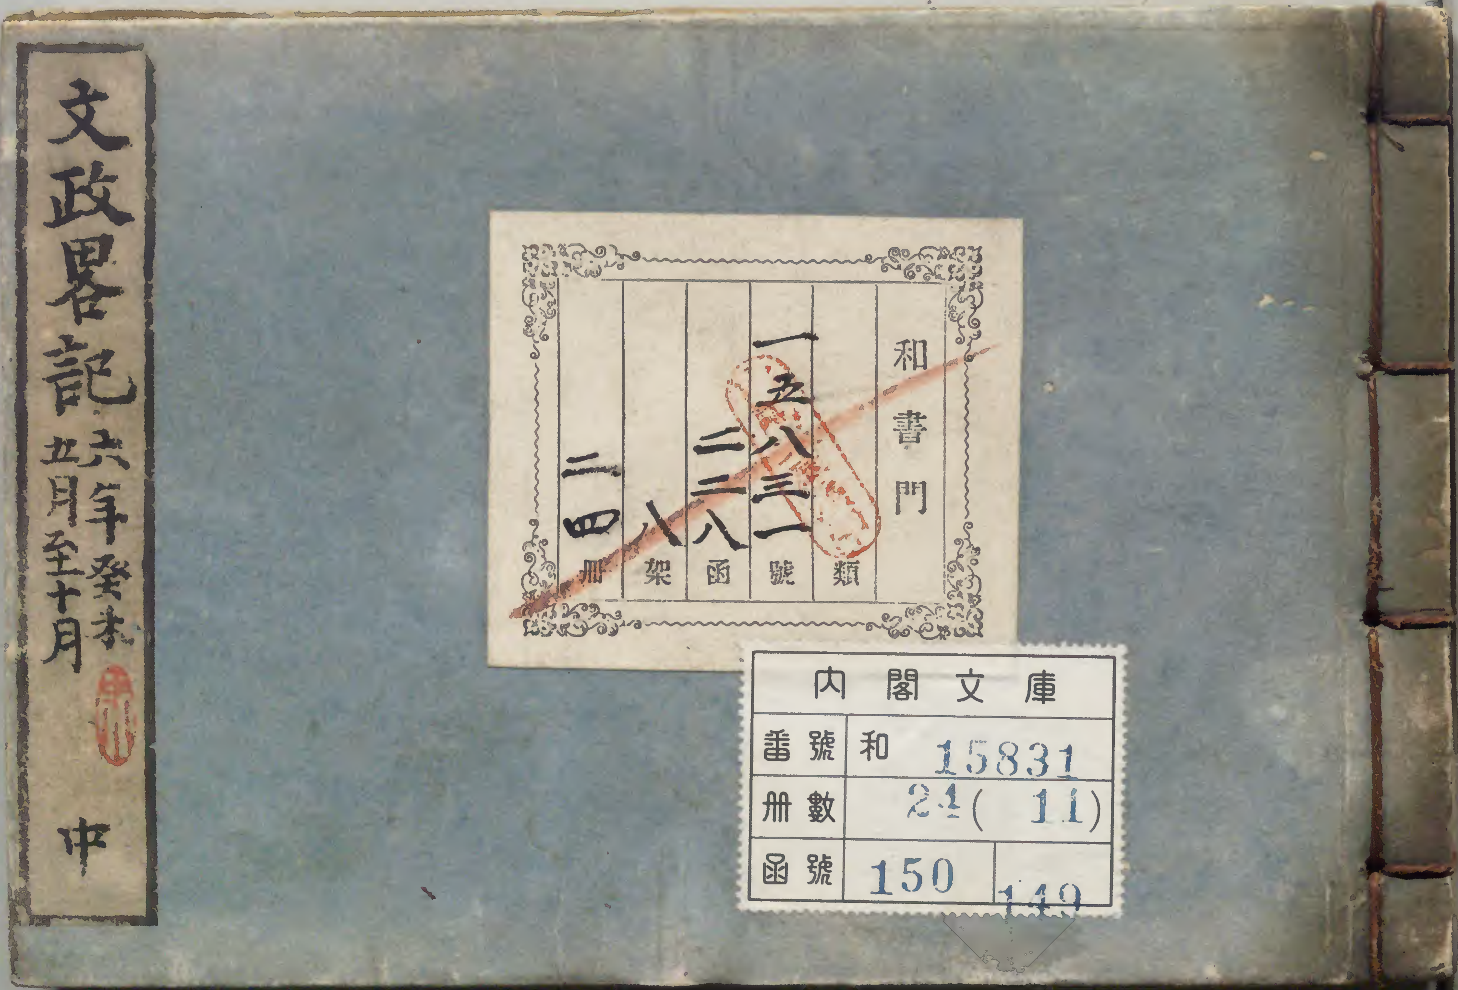 文政畧記
六年癸未
五月至十月
中
和書門
類
一五八三一號
二二八函
八架
二四冊
内閣文庫
番號 和 15831
冊數 24( 11)
函號 150 149